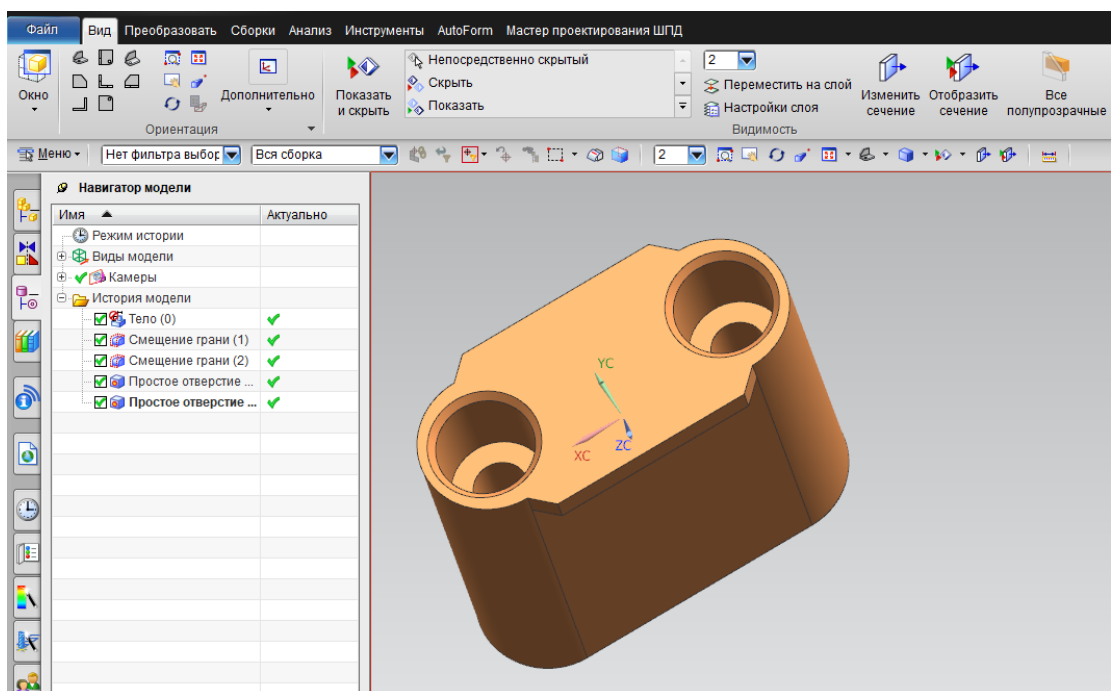 Файл Вид Преобразовать Сборки Анализ Инструменты AutoForm Мастер проектирования ШПД
Окно
Дополнительно
Ориентация
Показать и скрыть
Непосредственно скрытый
Скрыть
Показать
2
Переместить на слой
Настройки слоя
Изменить сечение
Отобразить сечение
Все полупрозрачные
Видимость
Меню Нет фильтра выбор Вся сборка 2
Навигатор модели
Имя Актуально
Режим истории
Виды модели
Камеры
История модели
Тело (0)
Смещение грани (1)
Смещение грани (2)
Простое отверстие ...
Простое отверстие ...
YC
XC
ZC